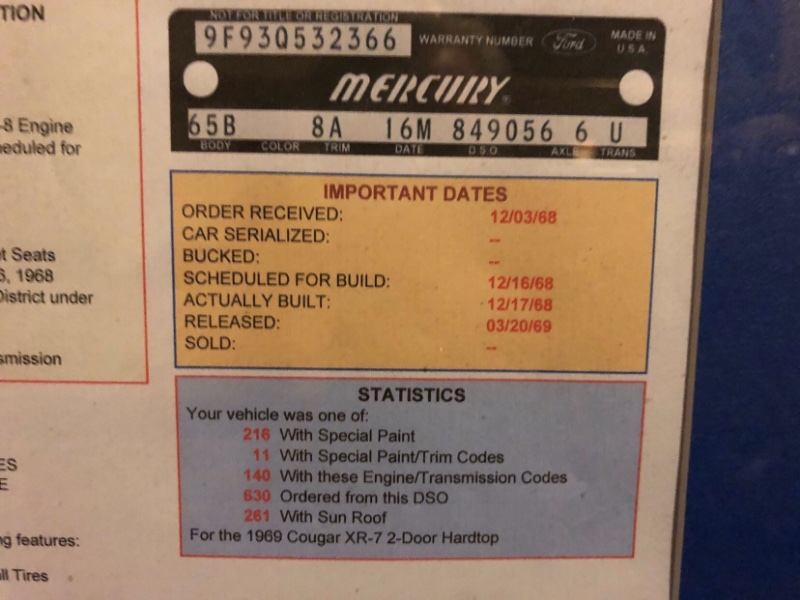 TION
-8 Engine
eduled for
t Seats
6, 1968
District under
smission
ES
E
ng features:
ll Tires
NOT FOR TITLE OR REGISTRATION
9F93Q532366 WARRANTY NUMBER Ford MADE IN U.S.A.
MERCURY
65B 8A 16M 849056 6 U
BODY COLOR TRIM DATE D.S.O. AXLE TRANS
IMPORTANT DATES
ORDER RECEIVED: 12/03/68
CAR SERIALIZED: --
BUCKED: --
SCHEDULED FOR BUILD: 12/16/68
ACTUALLY BUILT: 12/17/68
RELEASED: 03/20/69
SOLD: --
STATISTICS
Your vehicle was one of:
216 With Special Paint
11 With Special Paint/Trim Codes
140 With these Engine/Transmission Codes
630 Ordered from this DSO
261 With Sun Roof
For the 1969 Cougar XR-7 2-Door Hardtop